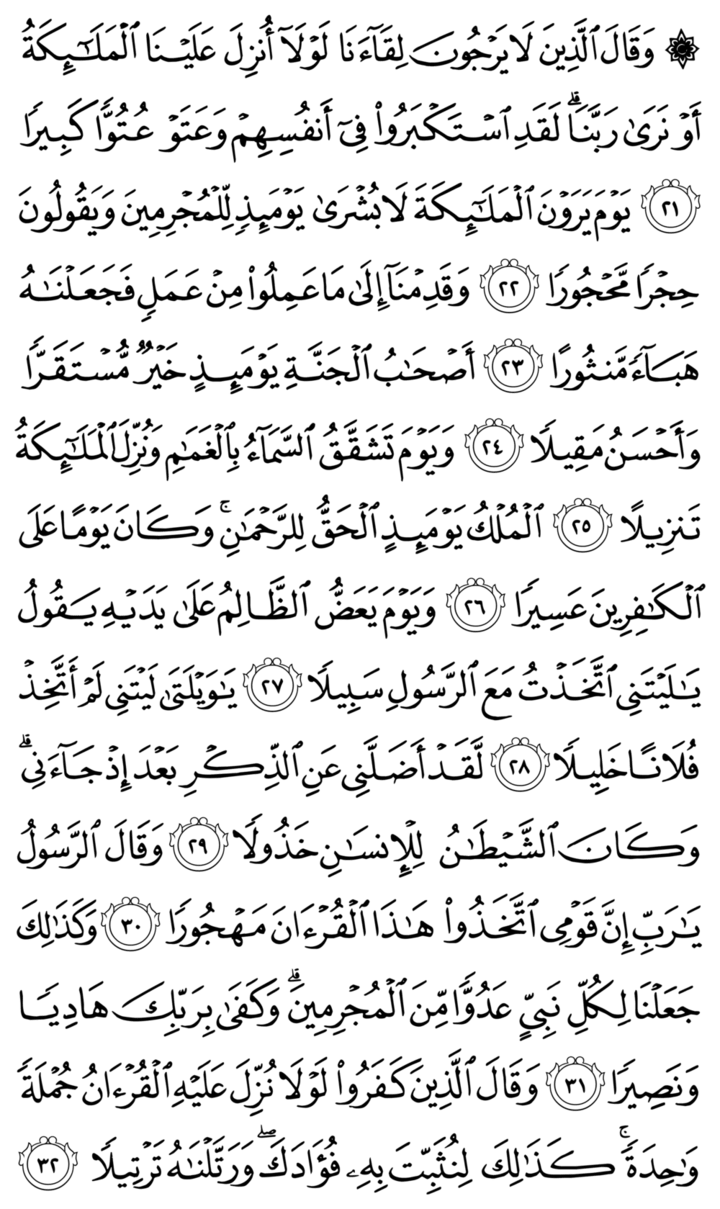 ۞ وَقَالَ ٱلَّذِينَ لَا يَرْجُونَ لِقَآءَنَا لَوْلَآ أُنزِلَ عَلَيْنَا ٱلْمَلَـٰٓئِكَةُ
أَوْ نَرَىٰ رَبَّنَا ۗ لَقَدِ ٱسْتَكْبَرُوا۟ فِىٓ أَنفُسِهِمْ وَعَتَوْ عُتُوًّا كَبِيرًا
٢١ يَوْمَ يَرَوْنَ ٱلْمَلَـٰٓئِكَةَ لَا بُشْرَىٰ يَوْمَئِذٍ لِّلْمُجْرِمِينَ وَيَقُولُونَ
حِجْرًا مَّحْجُورًا ٢٢ وَقَدِمْنَآ إِلَىٰ مَا عَمِلُوا۟ مِنْ عَمَلٍ فَجَعَلْنَـٰهُ
هَبَآءً مَّنثُورًا ٢٣ أَصْحَـٰبُ ٱلْجَنَّةِ يَوْمَئِذٍ خَيْرٌ مُّسْتَقَرًّا
وَأَحْسَنُ مَقِيلًا ٢٤ وَيَوْمَ تَشَقَّقُ ٱلسَّمَآءُ بِٱلْغَمَـٰمِ وَنُزِّلَ ٱلْمَلَـٰٓئِكَةُ
تَنزِيلًا ٢٥ ٱلْمُلْكُ يَوْمَئِذٍ ٱلْحَقُّ لِلرَّحْمَـٰنِ ۚ وَكَانَ يَوْمًا عَلَى
ٱلْكَـٰفِرِينَ عَسِيرًا ٢٦ وَيَوْمَ يَعَضُّ ٱلظَّالِمُ عَلَىٰ يَدَيْهِ يَقُولُ
يَـٰلَيْتَنِى ٱتَّخَذْتُ مَعَ ٱلرَّسُولِ سَبِيلًا ٢٧ يَـٰوَيْلَتَىٰ لَيْتَنِى لَمْ أَتَّخِذْ
فُلَانًا خَلِيلًا ٢٨ لَّقَدْ أَضَلَّنِى عَنِ ٱلذِّكْرِ بَعْدَ إِذْ جَآءَنِى ۗ
وَكَانَ ٱلشَّيْطَـٰنُ لِلْإِنسَـٰنِ خَذُولًا ٢٩ وَقَالَ ٱلرَّسُولُ
يَـٰرَبِّ إِنَّ قَوْمِى ٱتَّخَذُوا۟ هَـٰذَا ٱلْقُرْءَانَ مَهْجُورًا ٣٠ وَكَذَٰلِكَ
جَعَلْنَا لِكُلِّ نَبِىٍّ عَدُوًّا مِّنَ ٱلْمُجْرِمِينَ ۗ وَكَفَىٰ بِرَبِّكَ هَادِيًا
وَنَصِيرًا ٣١ وَقَالَ ٱلَّذِينَ كَفَرُوا۟ لَوْلَا نُزِّلَ عَلَيْهِ ٱلْقُرْءَانُ جُمْلَةً
وَٰحِدَةً ۚ كَذَٰلِكَ لِنُثَبِّتَ بِهِۦ فُؤَادَكَ ۖ وَرَتَّلْنَـٰهُ تَرْتِيلًا ٣٢